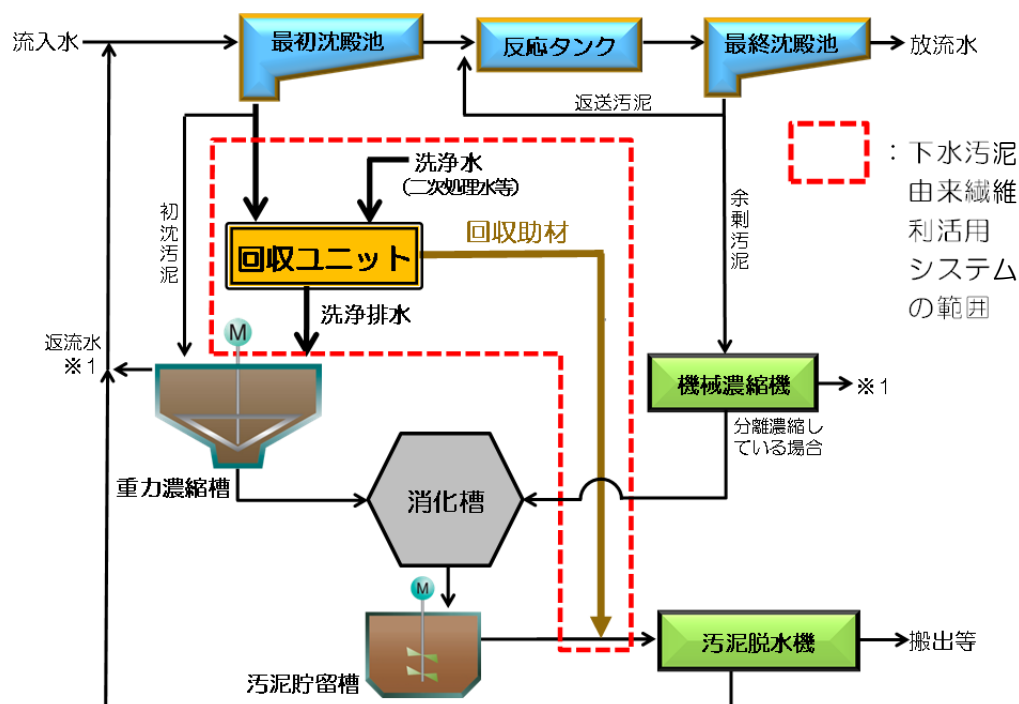 流入水
最初沈殿池
反応タンク
最終沈殿池
放流水
返送汚泥
洗浄水
(二次処理水等)
：下水汚泥
由来繊維
利活用
システム
の範囲
初沈汚泥
余剰汚泥
回収助材
回収ユニット
洗浄排水
M
返流水
※1
機械濃縮機
※1
分離濃縮し
ている場合
重力濃縮槽
消化槽
M
汚泥脱水機
搬出等
汚泥貯留槽